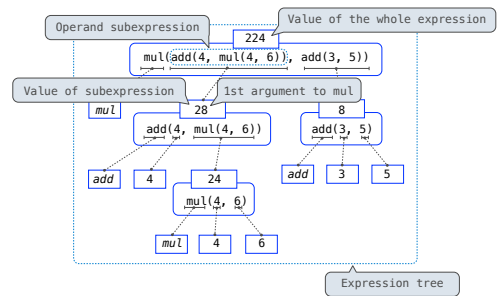 Operand subexpression
Value of the whole expression
224
mul(add(4, mul(4, 6)), add(3, 5))
Value of subexpression
1st argument to mul
mul
28
8
add(4, mul(4, 6))
add(3, 5)
add
4
24
add
3
5
mul(4, 6)
mul
4
6
Expression tree